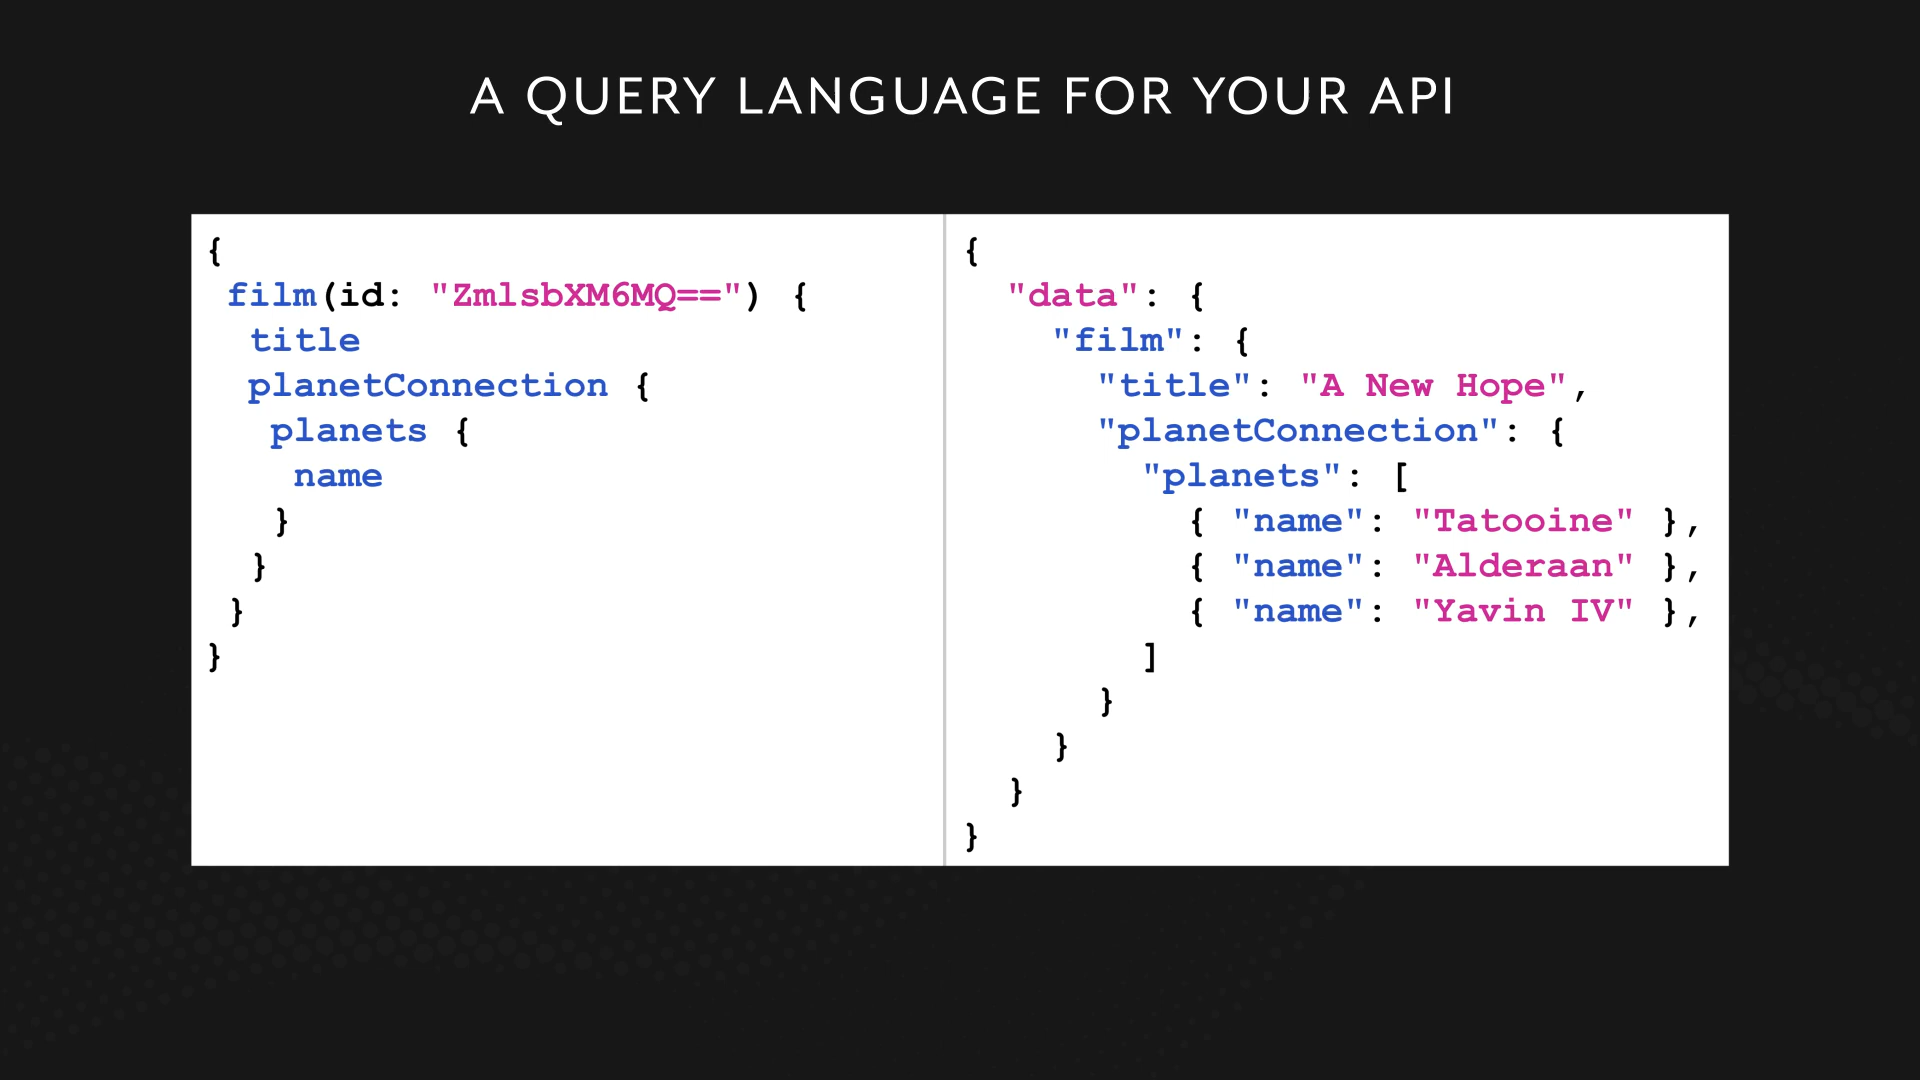 A QUERY LANGUAGE FOR YOUR API
{
 film(id: "ZmlsbXM6MQ==") {
  title
  planetConnection {
   planets {
    name
   }
  }
 }
}
{
  "data": {
    "film": {
      "title": "A New Hope",
      "planetConnection": {
        "planets": [
          { "name": "Tatooine" },
          { "name": "Alderaan" },
          { "name": "Yavin IV" },
        ]
      }
    }
  }
}